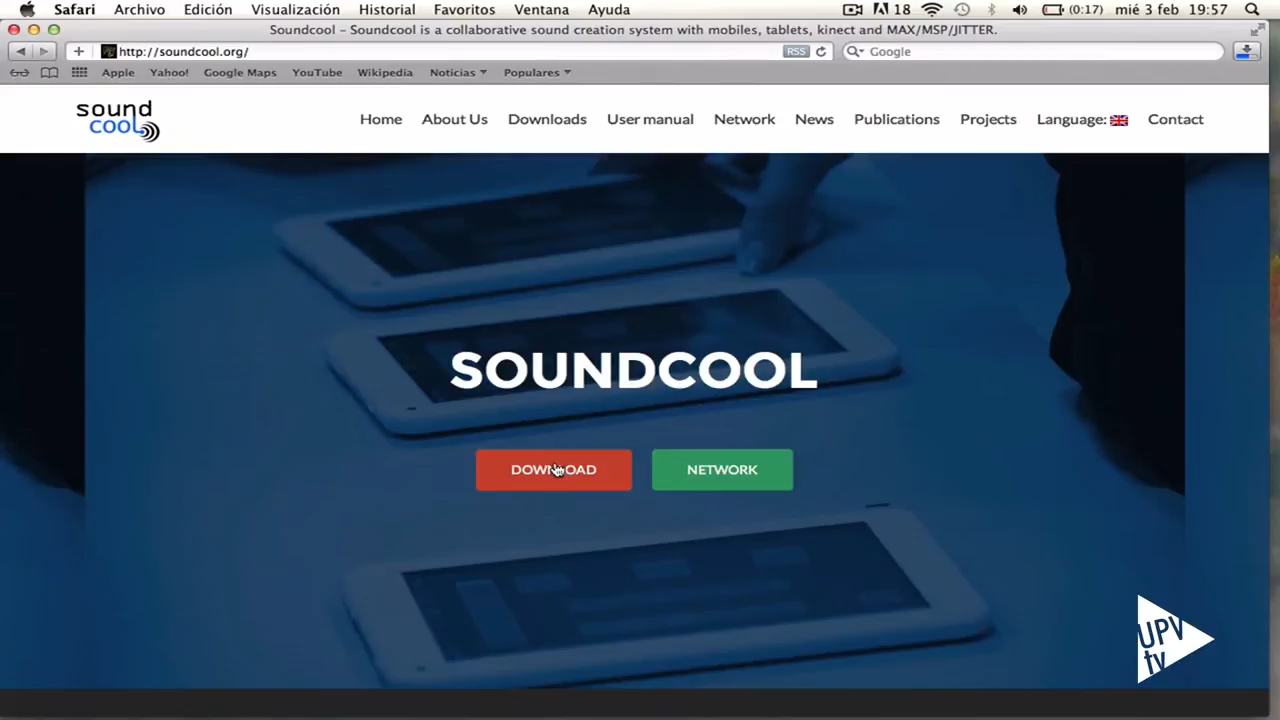 Safari Archivo Edición Visualización Historial Favoritos Ventana Ayuda 18 (0:17) mié 3 feb 19:57
Soundcool – Soundcool is a collaborative sound creation system with mobiles, tablets, kinect and MAX/MSP/JITTER.
http://soundcool.org/ RSS Google
Apple Yahoo! Google Maps YouTube Wikipedia Noticias Populares
sound
cool
Home About Us Downloads User manual Network News Publications Projects Language: Contact
SOUNDCOOL
DOWNLOAD NETWORK
UPV
tv